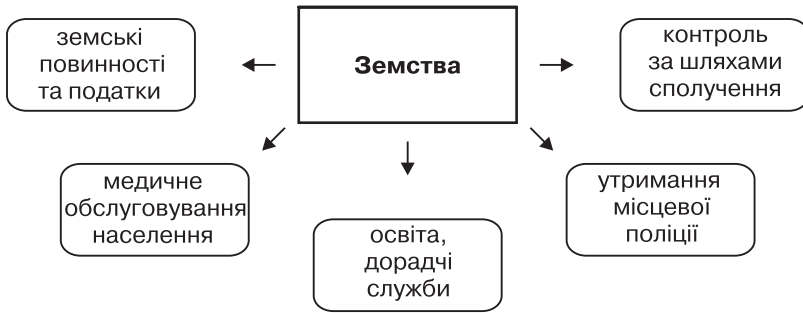 Земства
земські
повинності
та податки
контроль
за шляхами
сполучення
медичне
обслуговування
населення
освіта,
дорадчі
служби
утримання
місцевої
поліції